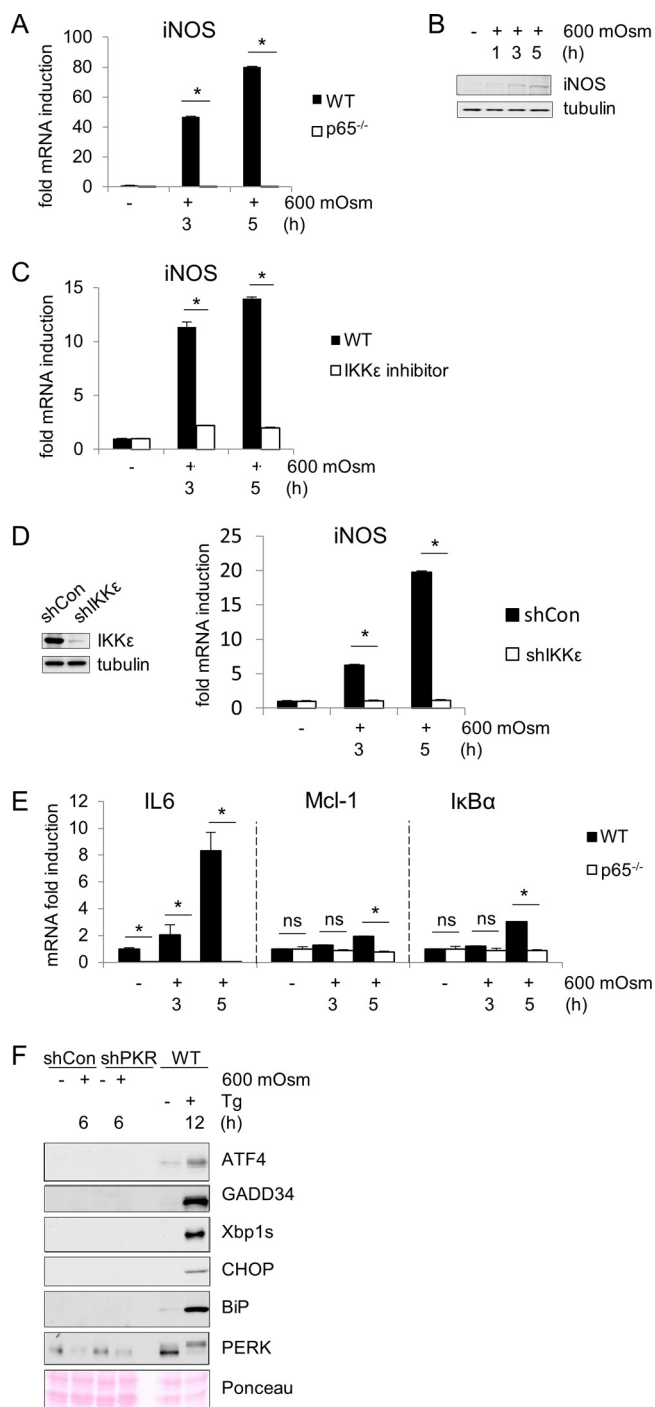 A
iNOS
fold mRNA induction
100
80
60
40
20
0
*
*
WT
p65-/-
- + + 600 mOsm
3 5 (h)
B
- + + + 600 mOsm
1 3 5 (h)
iNOS
tubulin
C
iNOS
fold mRNA induction
15
10
5
0
*
*
WT
IKKε inhibitor
- + + 600 mOsm
3 5 (h)
D
shCon
shIKKε
IKKε
tubulin
iNOS
fold mRNA induction
25
20
15
10
5
0
*
*
shCon
shIKKε
- + + 600 mOsm
3 5 (h)
E
IL6 Mcl-1 IκBα
mRNA fold induction
12
10
8
6
4
2
0
* * * ns ns * ns ns *
WT
p65-/-
- + + - + + - + + 600 mOsm
3 5 3 5 3 5 (h)
F
shCon shPKR WT
- + - + 600 mOsm
- + Tg
6 6 12 (h)
ATF4
GADD34
Xbp1s
CHOP
BiP
PERK
Ponceau